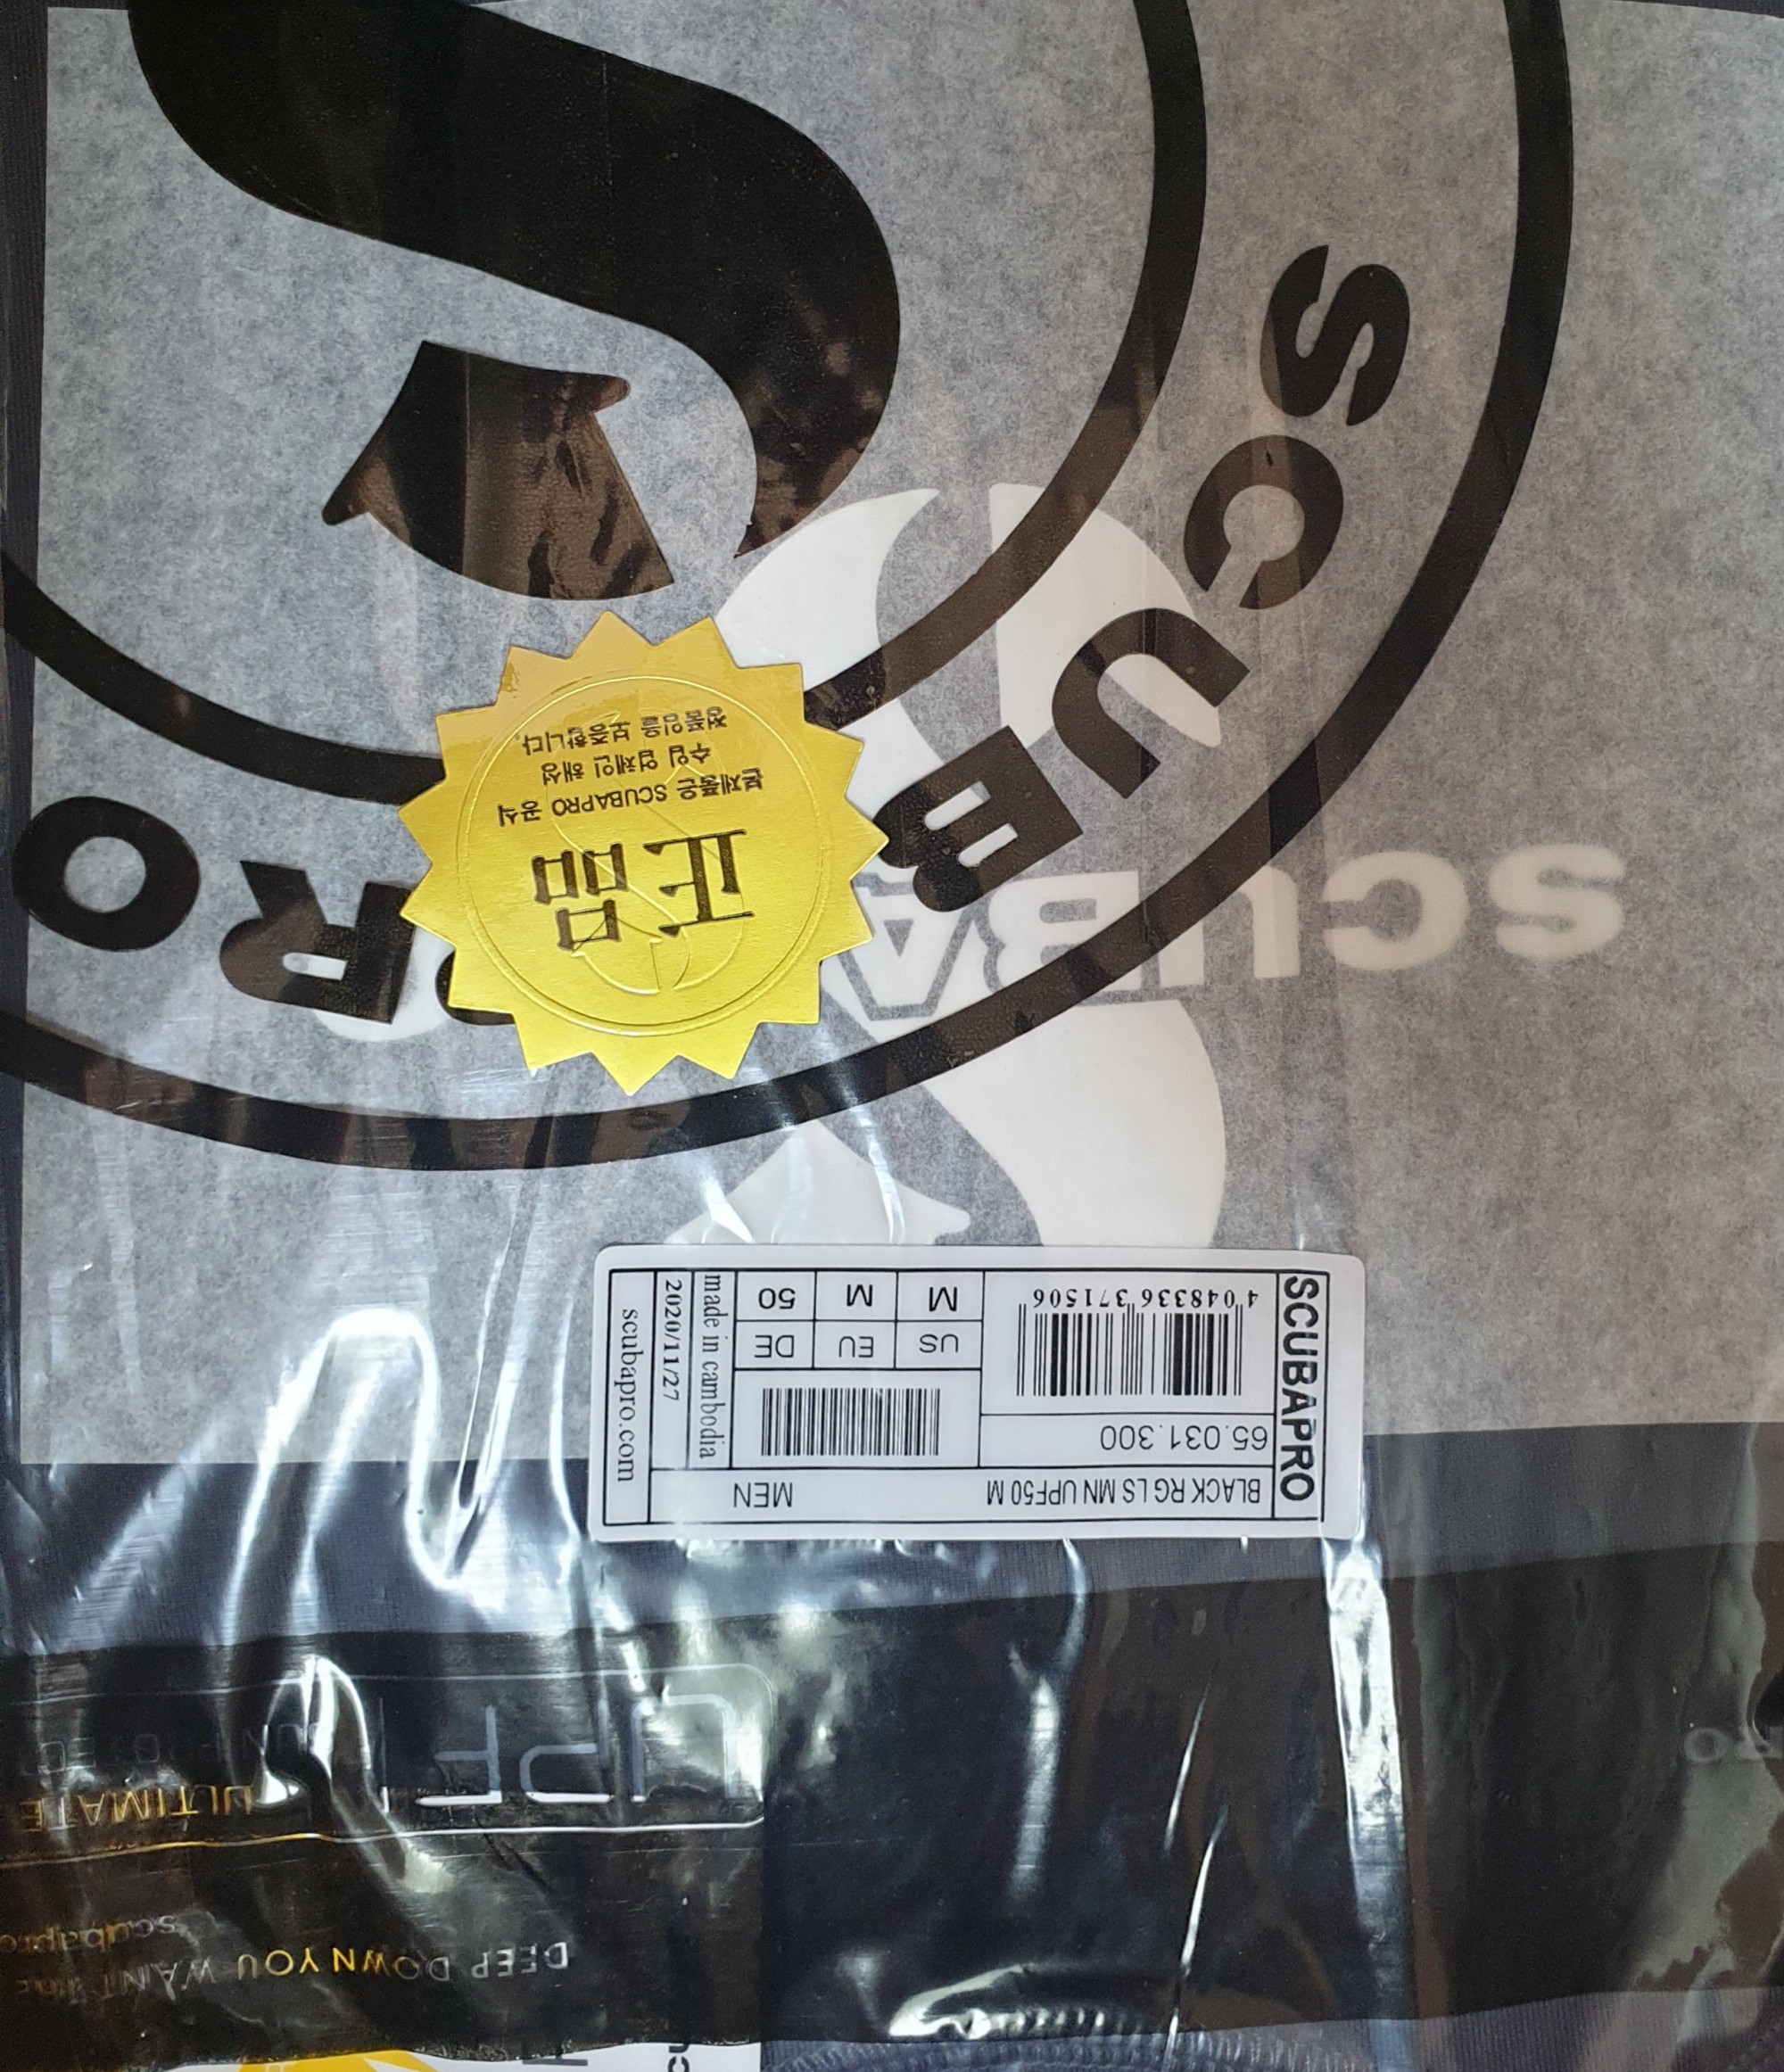 SCUBAPRO
SCUBA
正品
본제품은 SCUBAPRO 공식
수입 업체인 해성
정품임을 보증합니다.
SCUBAPRO
BLACK RG LS MN UPF50 M
MEN
65.031.300
4 048336 371506
US EU DE
M M 50
made in cambodia
2020/11/27
scubapro.com
UPF
ULTIMATE
scubapro
DEEP DOWN YOU WANT